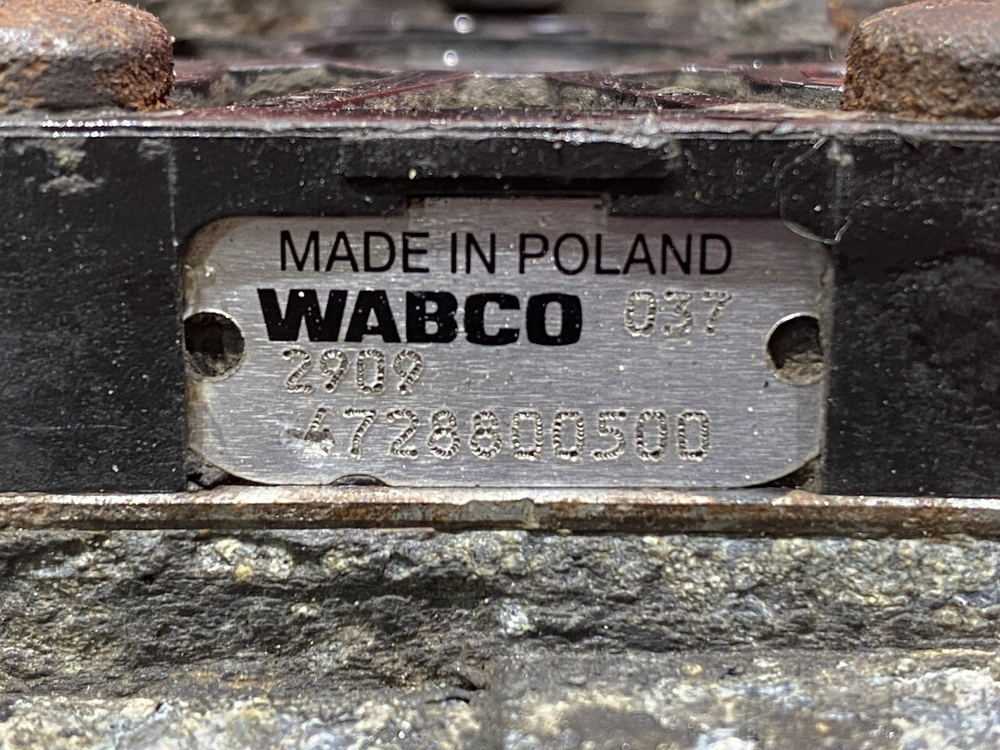 MADE IN POLAND
WABCO 037
2909
4728800500